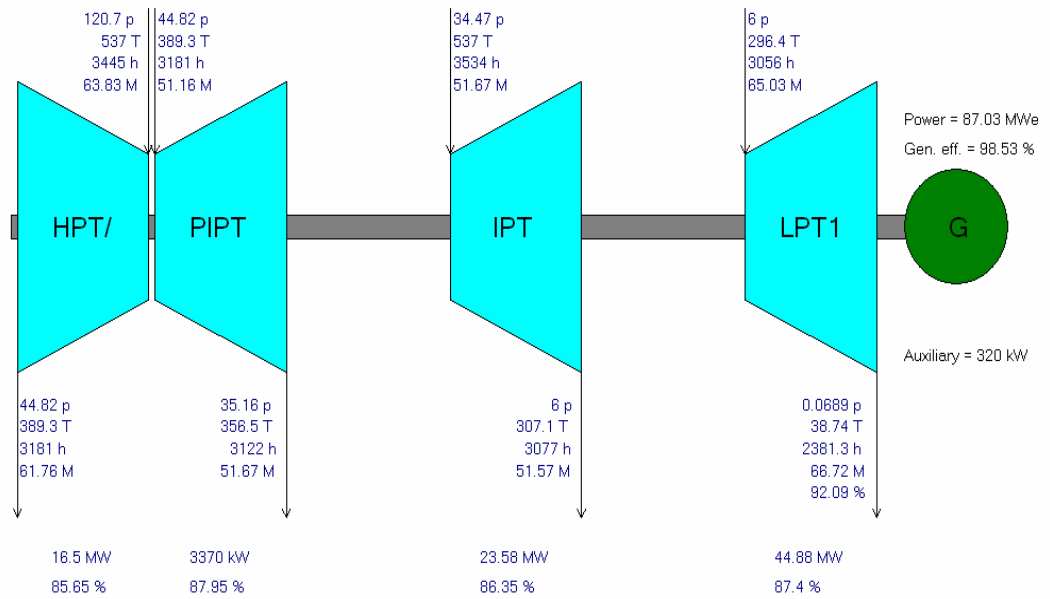 120.7 p
537 T
3445 h
63.83 M
44.82 p
389.3 T
3181 h
51.16 M
34.47 p
537 T
3534 h
51.67 M
6 p
296.4 T
3056 h
65.03 M
Power = 87.03 MWe
Gen. eff. = 98.53 %
HPT/
PIPT
IPT
LPT1
G
Auxiliary = 320 kW
44.82 p
389.3 T
3181 h
61.76 M
35.16 p
356.5 T
3122 h
51.67 M
6 p
307.1 T
3077 h
51.57 M
0.0689 p
38.74 T
2381.3 h
66.72 M
92.09 %
16.5 MW
85.65 %
3370 kW
87.95 %
23.58 MW
86.35 %
44.88 MW
87.4 %